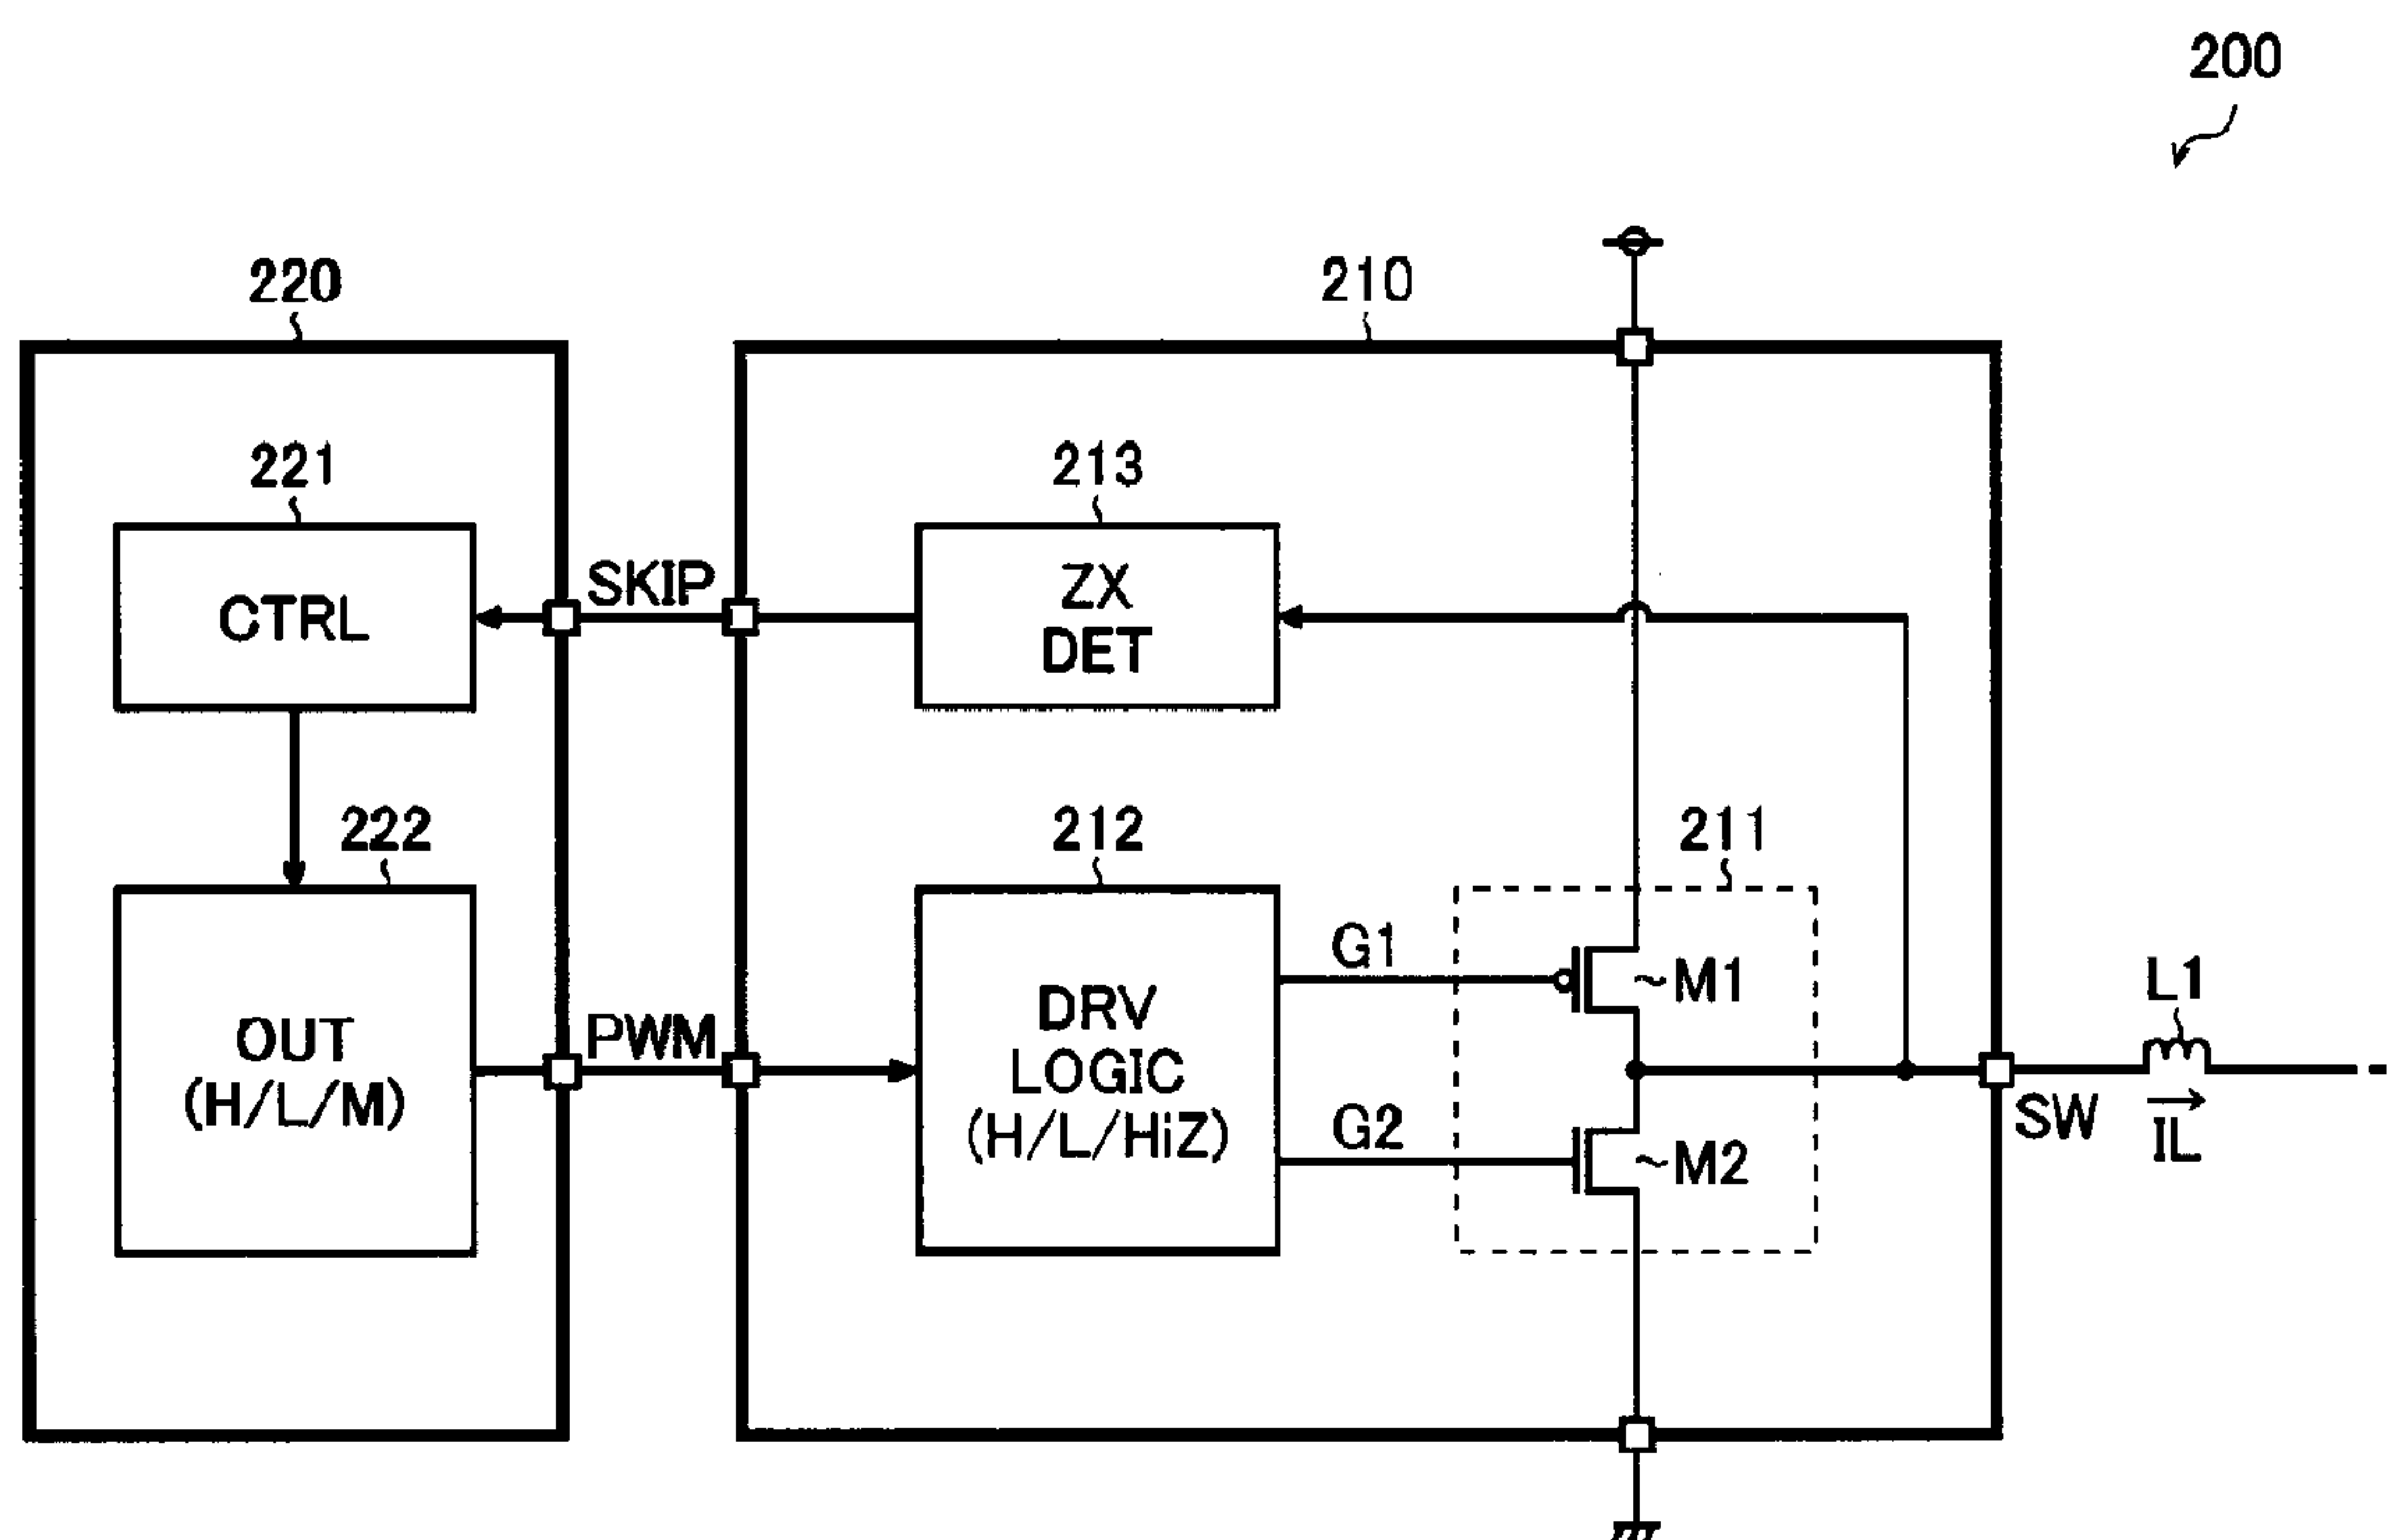 200
220
210
221
213
CTRL
SKIP
ZX
DET
222
212
211
OUT
(H/L/M)
PWM
DRV
LOGIC
(H/L/HiZ)
G1
G2
M1
M2
L1
SW
IL